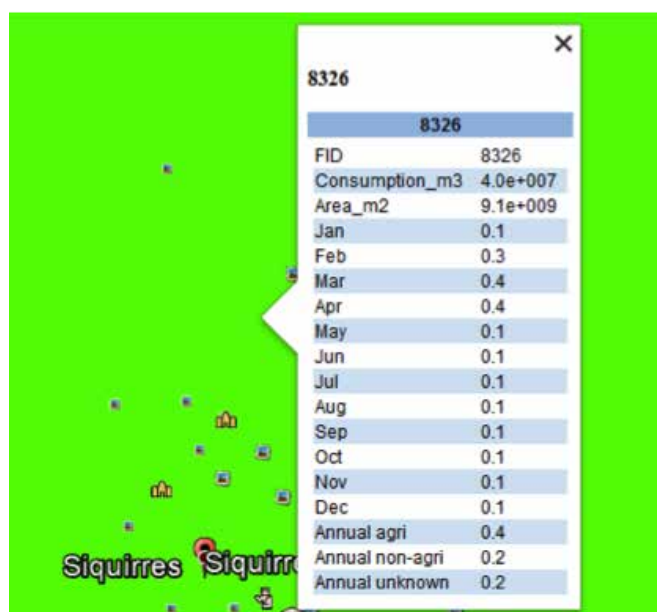 8326
8326
FID 8326
Consumption_m3 4.0e+007
Area_m2 9.1e+009
Jan 0.1
Feb 0.3
Mar 0.4
Apr 0.4
May 0.1
Jun 0.1
Jul 0.1
Aug 0.1
Sep 0.1
Oct 0.1
Nov 0.1
Dec 0.1
Annual agri 0.4
Annual non-agri 0.2
Annual unknown 0.2
Siquirres Siquirre